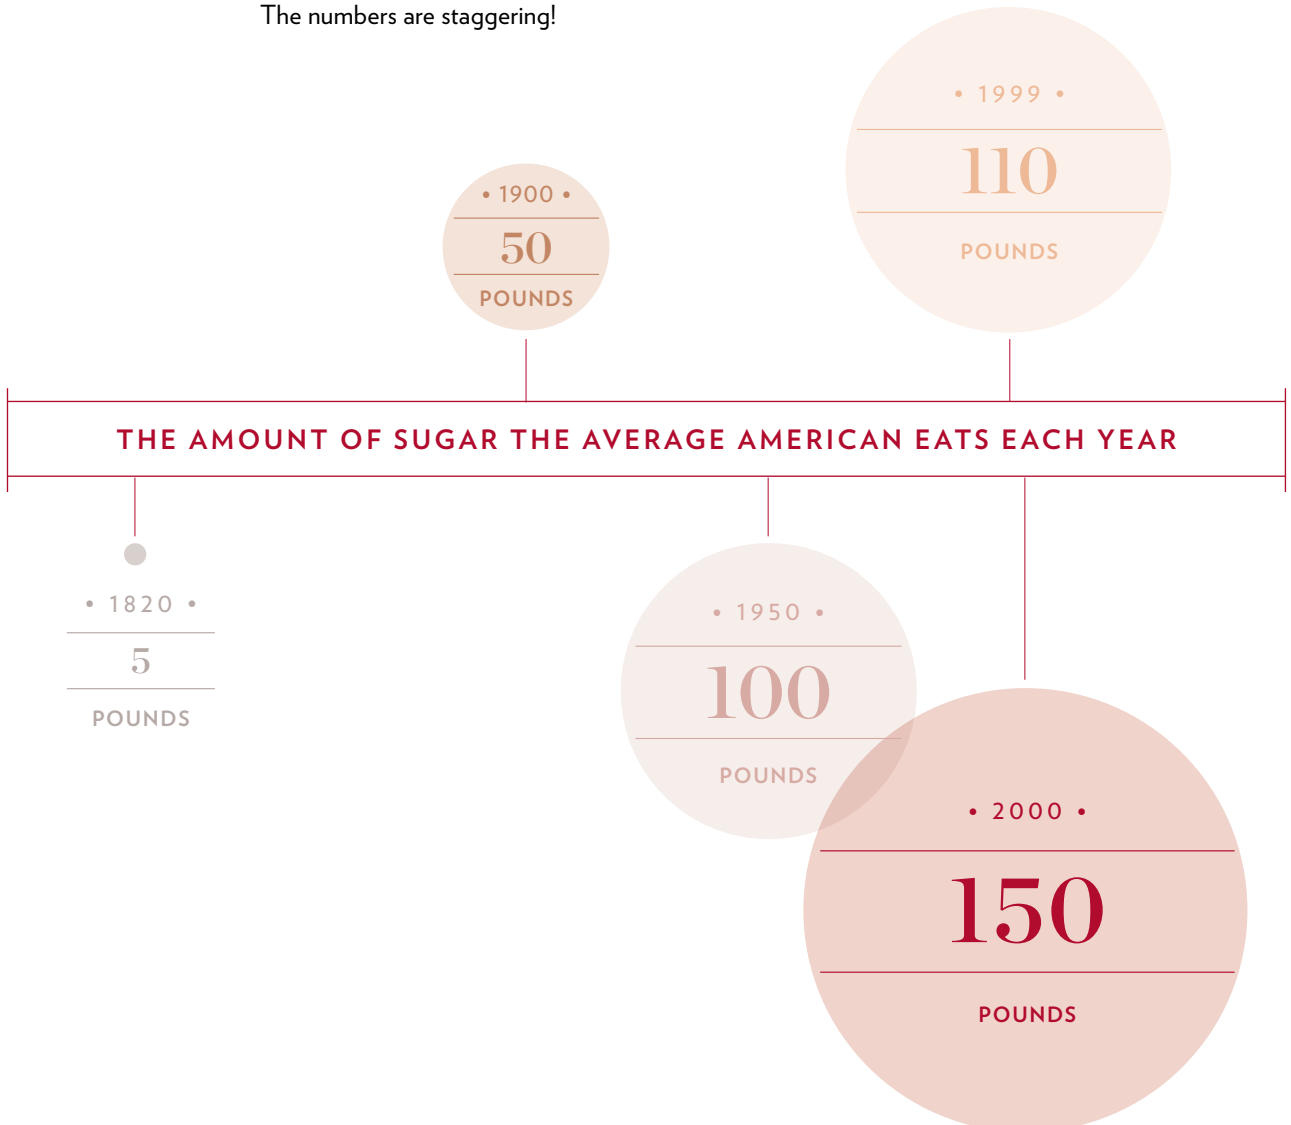 The numbers are staggering!
• 1999 •
110
POUNDS
• 1900 •
50
POUNDS
THE AMOUNT OF SUGAR THE AVERAGE AMERICAN EATS EACH YEAR
• 1820 •
5
POUNDS
• 1950 •
100
POUNDS
• 2000 •
150
POUNDS